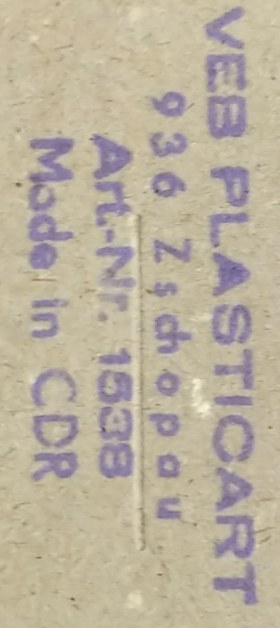 VEB PLASTICART
936 Zschopau
Art.-Nr. 1538
Made in GDR